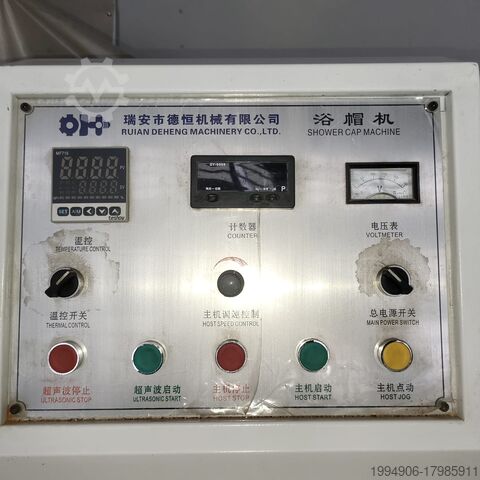 DH
瑞安市德恒机械有限公司
RUIAN DEHENG MACHINERY CO.,LTD.
浴帽机
SHOWER CAP MACHINE
PV
SV
SET A/M
计数器
COUNTER
P
V
电压表
VOLTMETER
温控
TEMPERATURE CONTROL
温控开关
THERMAL CONTROL
主机调速控制
HOST SPEED CONTROL
总电源开关
MAIN POWER SWITCH
超声波停止
ULTRASONIC STOP
超声波启动
ULTRASONIC START
主机停止
HOST STOP
主机启动
HOST START
主机点动
HOST JOG
1994906-17985911